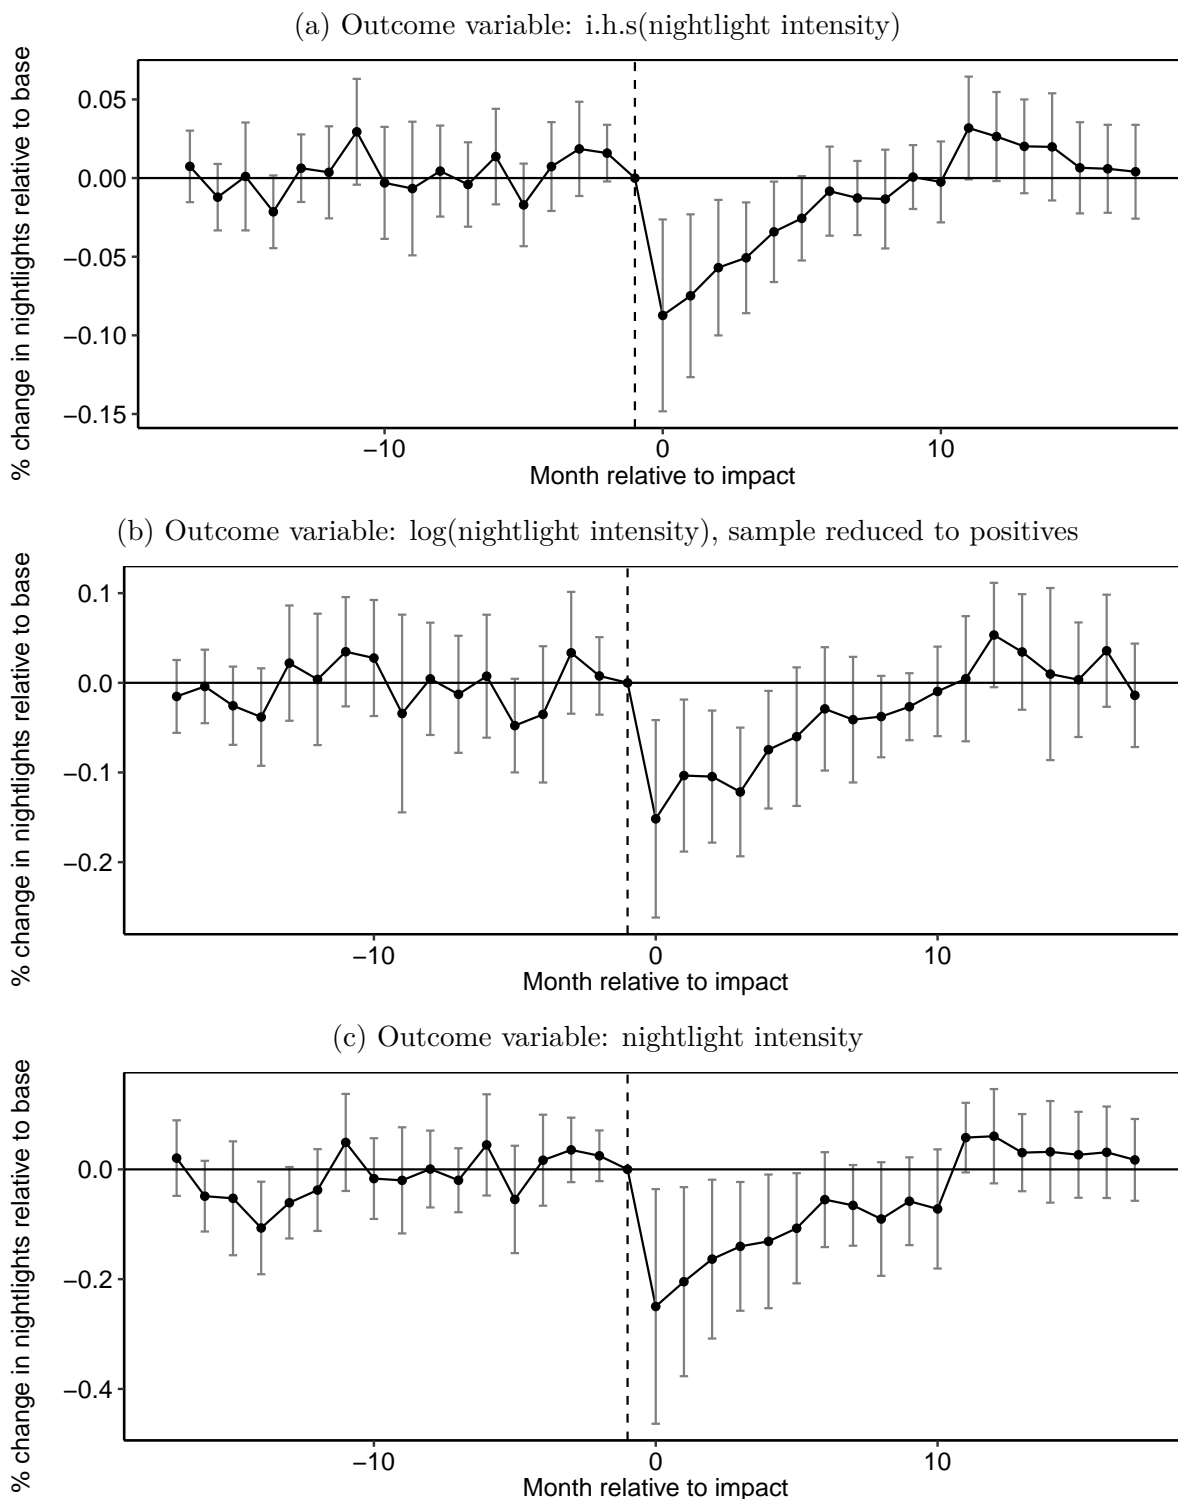 (a) Outcome variable: i.h.s(nightlight intensity)
% change in nightlights relative to base
0.05
0.00
−0.05
−0.10
−0.15
−10
0
10
Month relative to impact
(b) Outcome variable: log(nightlight intensity), sample reduced to positives
% change in nightlights relative to base
0.1
0.0
−0.1
−0.2
−10
0
10
Month relative to impact
(c) Outcome variable: nightlight intensity
% change in nightlights relative to base
0.0
−0.2
−0.4
−10
0
10
Month relative to impact